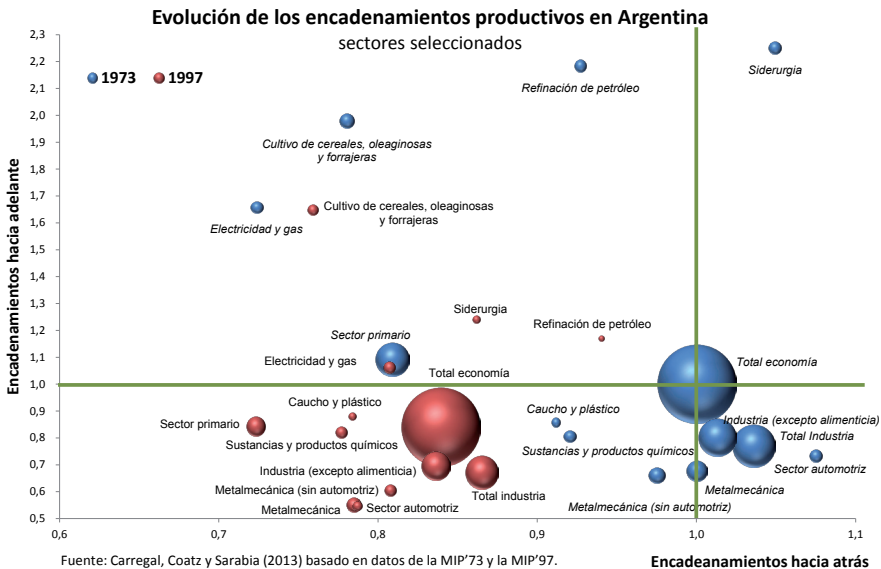 Evolución de los encadenamientos productivos en Argentina
sectores seleccionados
Encadenamientos hacia adelante
2,3
2,2
2,1
2,0
1,9
1,8
1,7
1,6
1,5
1,4
1,3
1,2
1,1
1,0
0,9
0,8
0,7
0,6
0,5
1973
1997
Siderurgia
Refinación de petróleo
Cultivo de cereales, oleaginosas
y forrajeras
Cultivo de cereales, oleaginosas
y forrajeras
Electricidad y gas
Siderurgia
Refinación de petróleo
Sector primario
Electricidad y gas
Total economía
Total economía
Caucho y plástico
Caucho y plástico
Sector primario
Sustancias y productos químicos
Industria (excepto alimenticia)
Total Industria
Sustancias y productos químicos
Industria (excepto alimenticia)
Sector automotriz
Metalmecánica (sin automotriz)
Total industria
Metalmecánica
Metalmecánica
Sector automotriz
Metalmecánica (sin automotriz)
0,6
0,7
0,8
0,9
1,0
1,1
Fuente: Carregal, Coatz y Sarabia (2013) basado en datos de la MIP'73 y la MIP'97.
Encadeanamientos hacia atrás